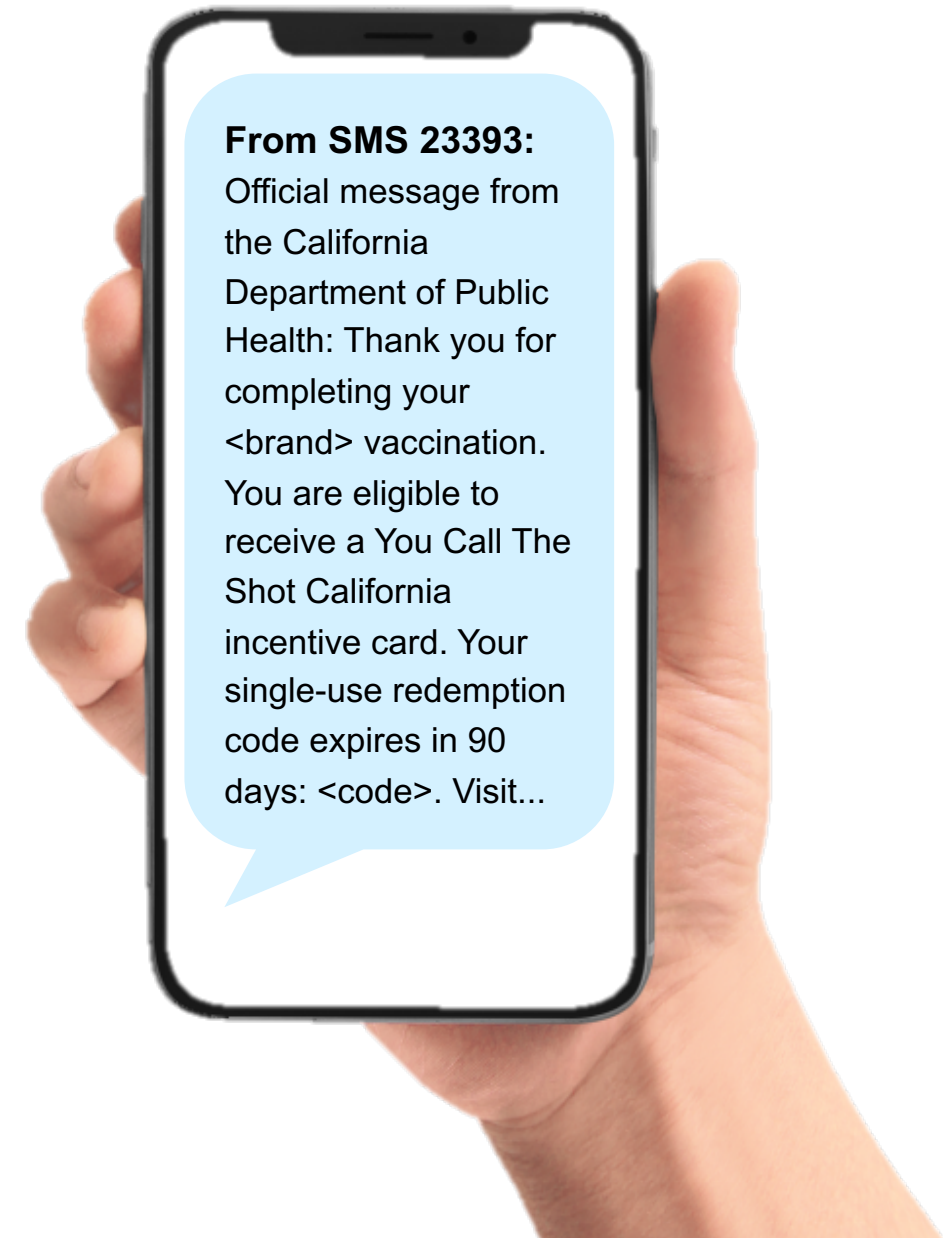 From SMS 23393:
Official message from
the California
Department of Public
Health: Thank you for
completing your
<brand> vaccination.
You are eligible to
receive a You Call The
Shot California
incentive card. Your
single-use redemption
code expires in 90
days: <code>. Visit...